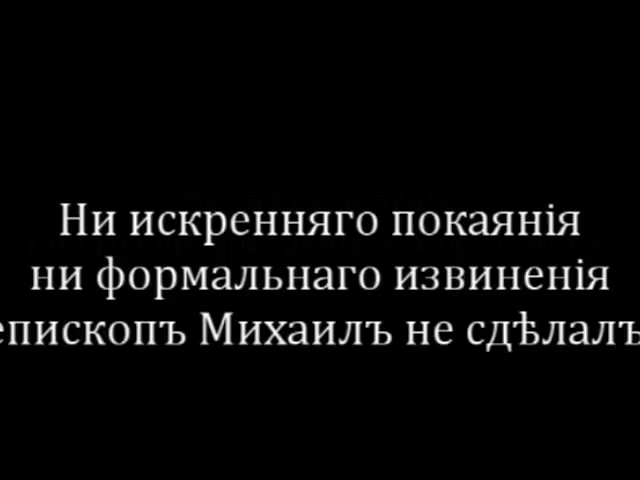 Ни искренняго покаянія
ни формальнаго извиненія
епископъ Михаилъ не сдѣлалъ